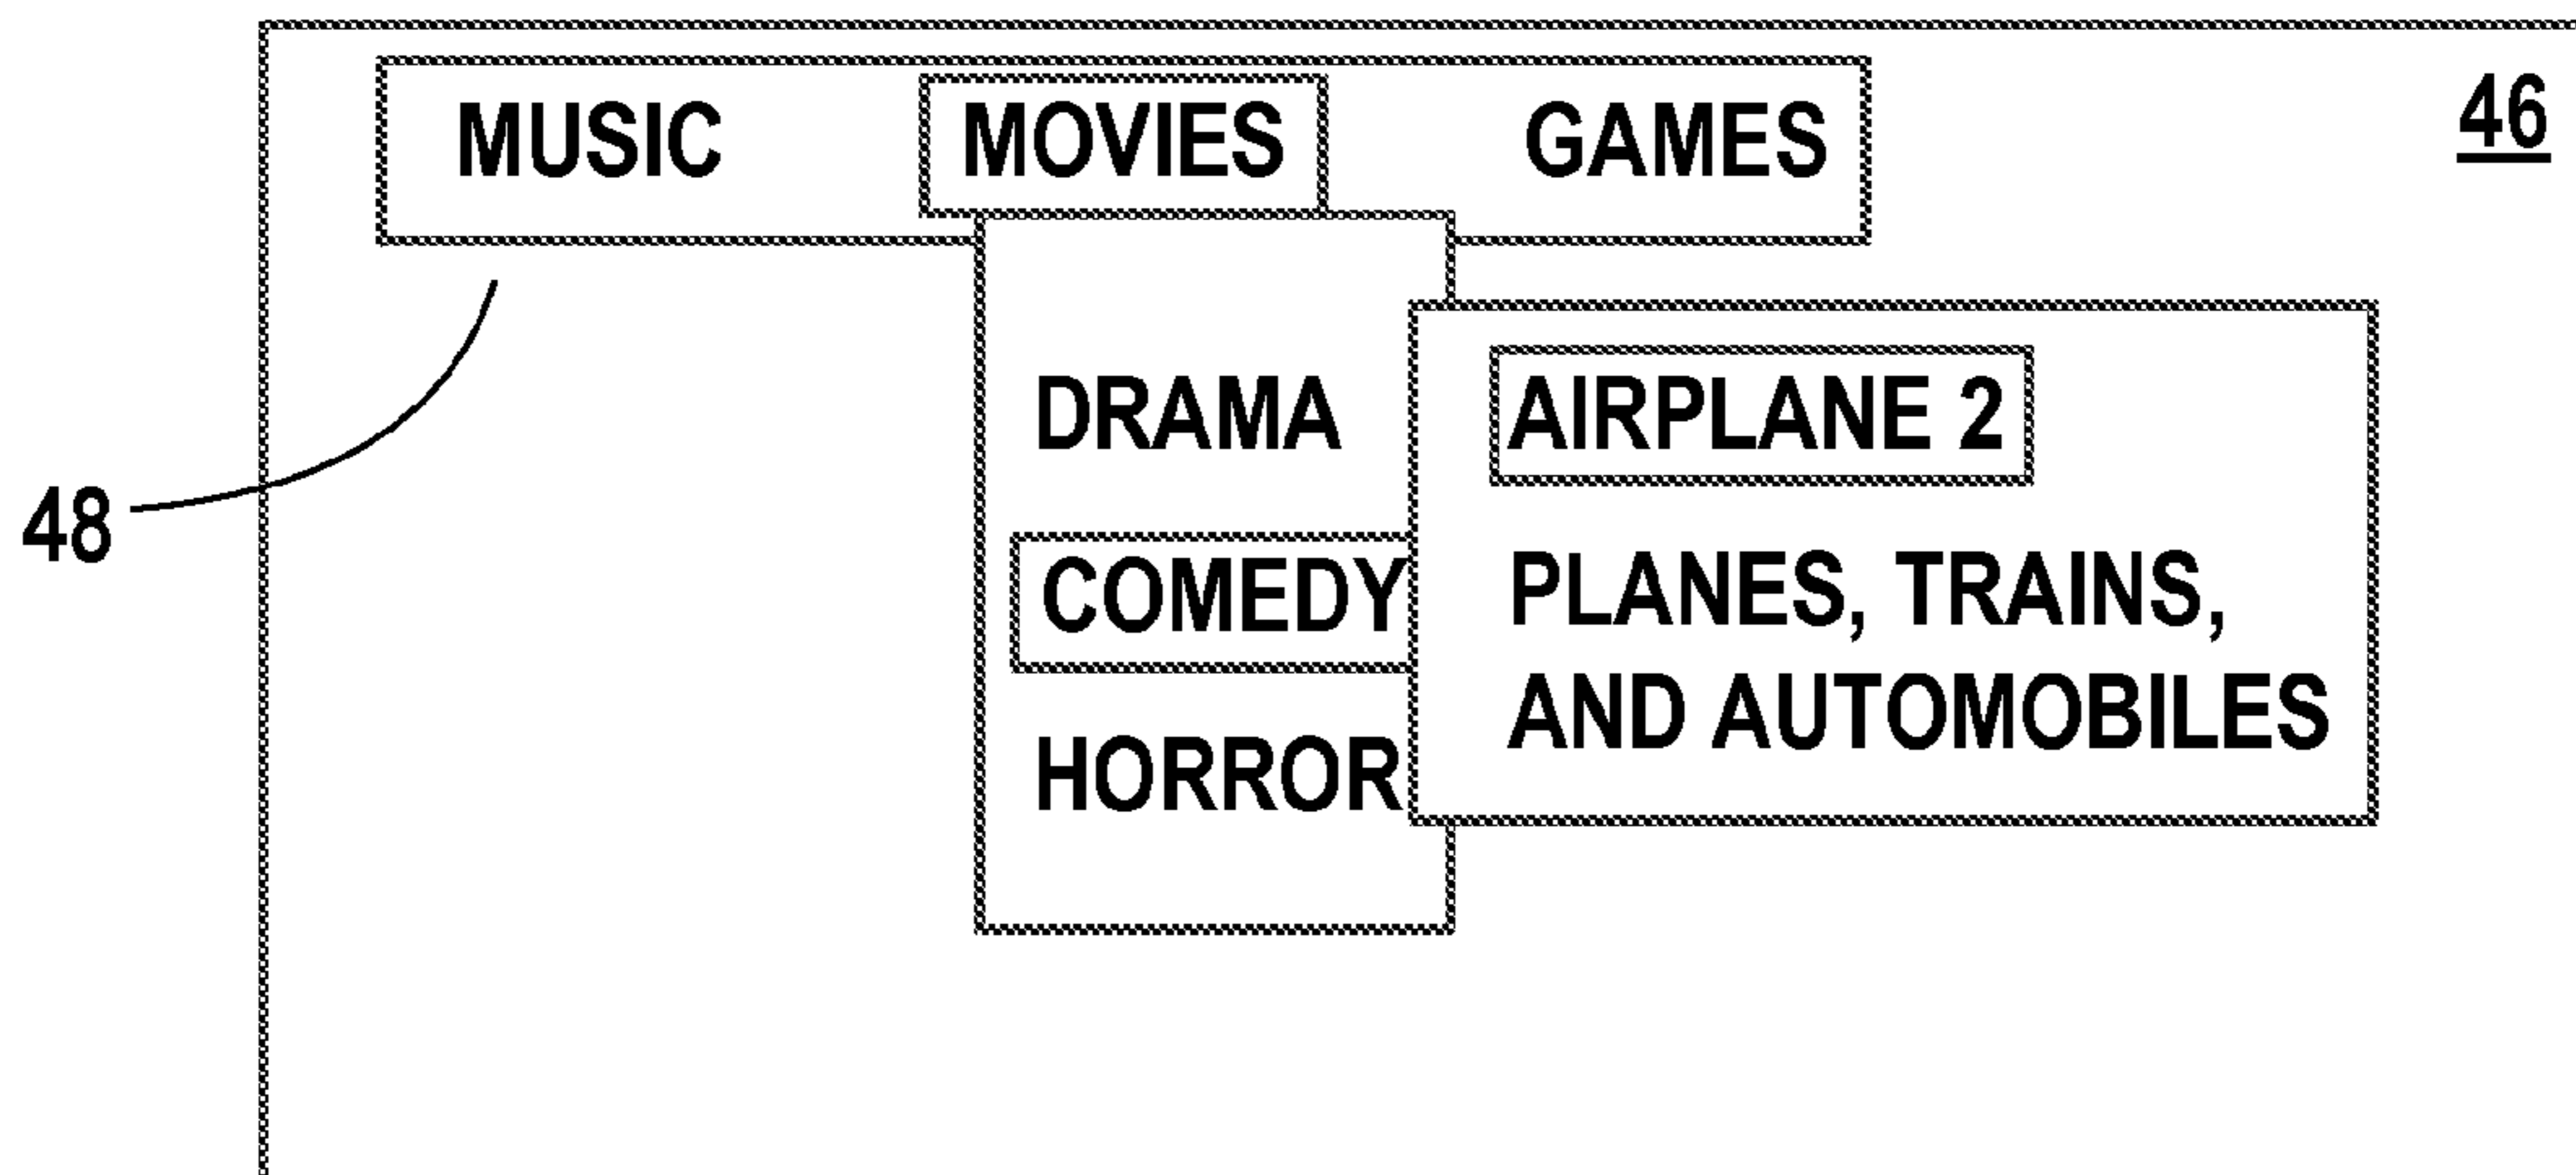 MUSIC MOVIES GAMES 46
DRAMA
COMEDY
HORROR
AIRPLANE 2
PLANES, TRAINS,
AND AUTOMOBILES
48